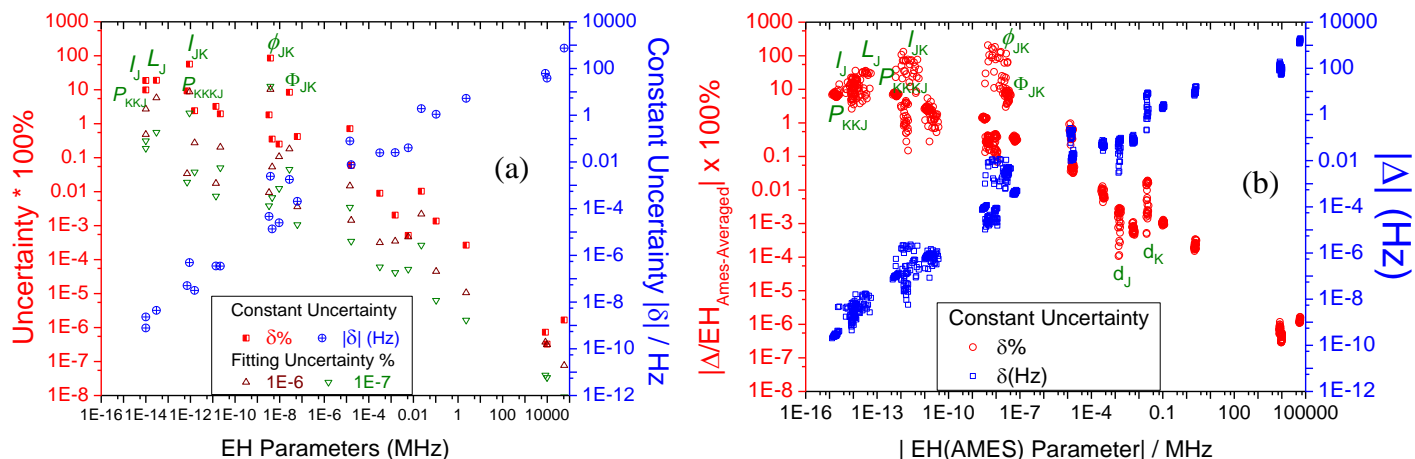 1000
100
10
1
0.1
0.01
1E-3
1E-4
1E-5
1E-6
1E-7
1E-8
Uncertainty * 100%
1E-16 1E-14 1E-12 1E-10 1E-8 1E-6 1E-4 0.01 1 100 10000
EH Parameters (MHz)
10000
100
1
0.01
1E-4
1E-6
1E-8
1E-10
1E-12
Constant Uncertainty |δ| / Hz
l_J L_J l_JK ϕ_JK
P_KKJ P_KKKJ Φ_JK
(a)
Constant Uncertainty
δ% |δ| (Hz)
Fitting Uncertainty %
1E-6 1E-7
1000
100
10
1
0.1
0.01
1E-3
1E-4
1E-5
1E-6
1E-7
1E-8
|Δ/EH_Ames-Averaged| x 100%
1E-16 1E-13 1E-10 1E-7 1E-4 0.1 100 100000
| EH(AMES) Parameter| / MHz
10000
100
1
0.01
1E-4
1E-6
1E-8
1E-10
1E-12
|Δ| (Hz)
l_J L_J l_JK ϕ_JK
P_KKJ P_KKKJ Φ_JK
d_J d_K
(b)
Constant Uncertainty
δ%
δ(Hz)